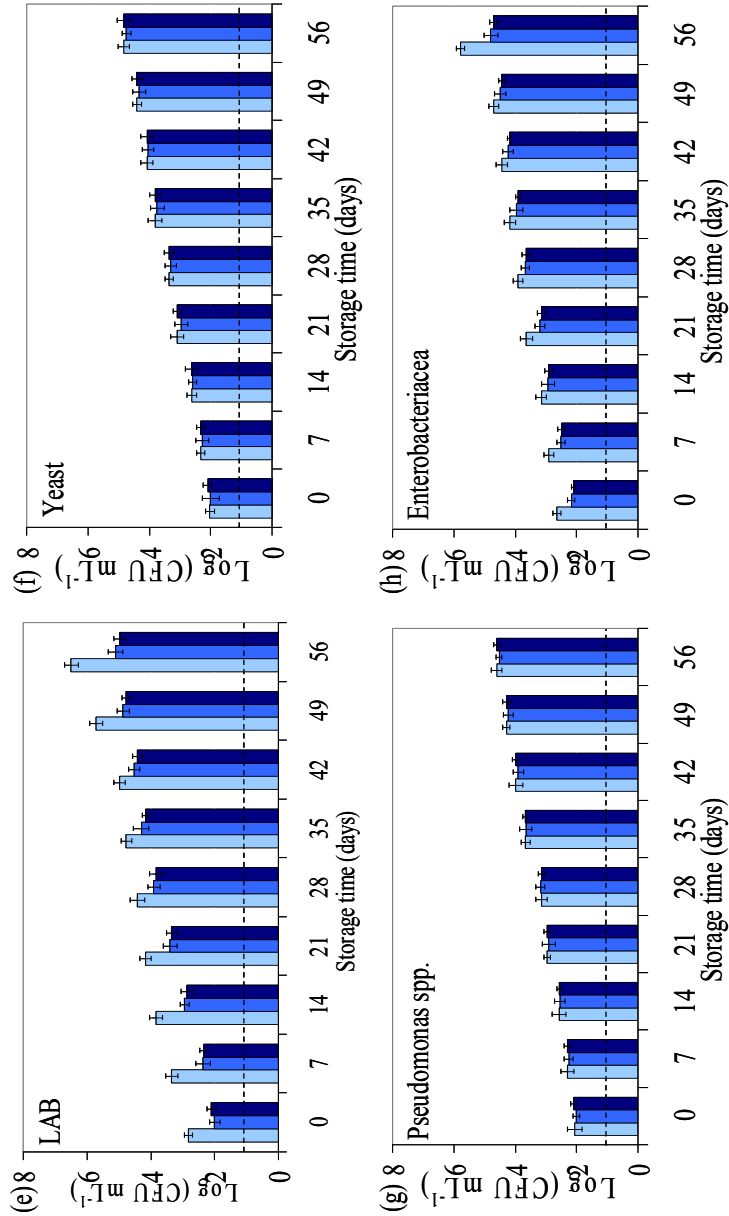 (e)
LAB
8
6
4
2
0
Log (CFU mL⁻¹)
0 7 14 21 28 35 42 49 56
Storage time (days)
(f)
Yeast
8
6
4
2
0
Log (CFU mL⁻¹)
0 7 14 21 28 35 42 49 56
Storage time (days)
(g)
Pseudomonas spp.
8
6
4
2
0
Log (CFU mL⁻¹)
0 7 14 21 28 35 42 49 56
Storage time (days)
(h)
Enterobacteriacea
8
6
4
2
0
Log (CFU mL⁻¹)
0 7 14 21 28 35 42 49 56
Storage time (days)